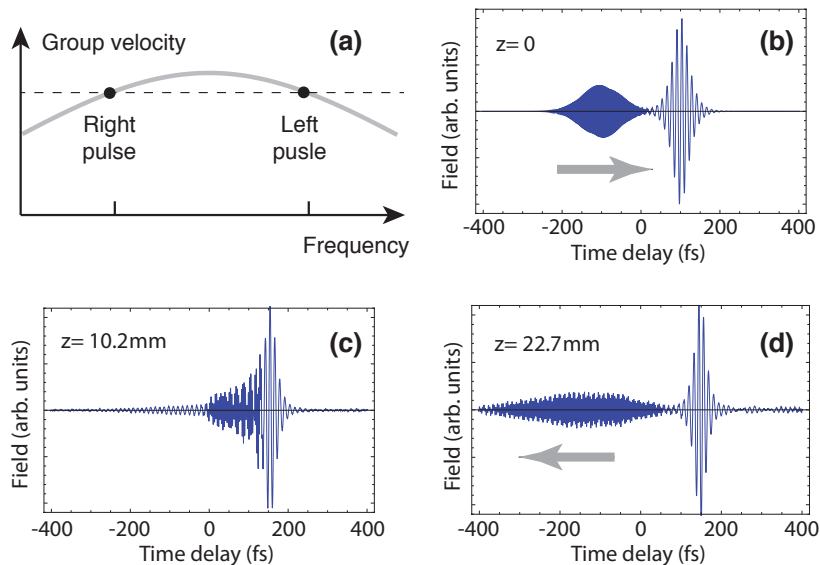 Group velocity
(a)
Right
pulse
Left
pusle
Frequency
z= 0
(b)
Field (arb. units)
-400 -200 0 200 400
Time delay (fs)
z= 10.2mm
(c)
Field (arb. units)
-400 -200 0 200 400
Time delay (fs)
z= 22.7mm
(d)
Field (arb. units)
-400 -200 0 200 400
Time delay (fs)